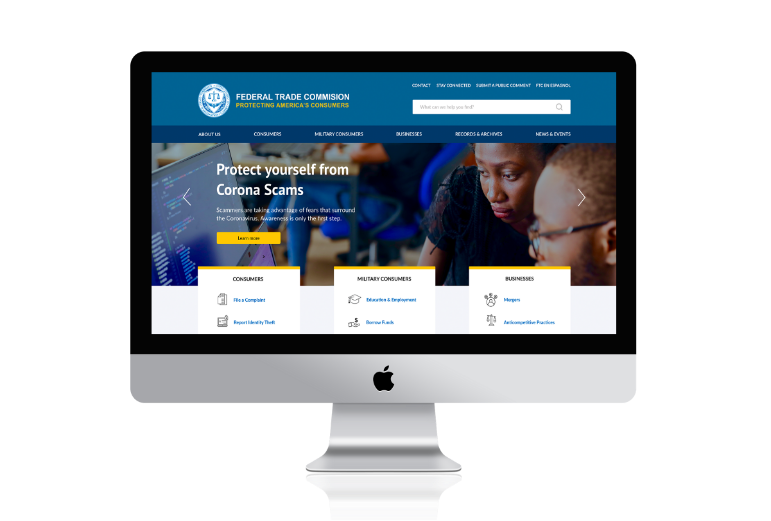 CONTACT STAY CONNECTED SUBMIT A PUBLIC COMMENT FTC EN ESPAGNOL
FEDERAL TRADE COMMISION
PROTECTING AMERICA'S CONSUMERS
What can we help you find?
ABOUT US CONSUMERS MILITARY CONSUMERS BUSINESSES RECORDS & ARCHIVES NEWS & EVENTS
Protect yourself from
Corona Scams
Scammers are taking advantage of fears that surround
the Coronavirus. Awareness is only the first step.
Learn more
CONSUMERS MILITARY CONSUMERS BUSINESSES
File a Complaint Education & Employment Mergers
Report Identity Theft Borrow Funds Anticompetitive Practices